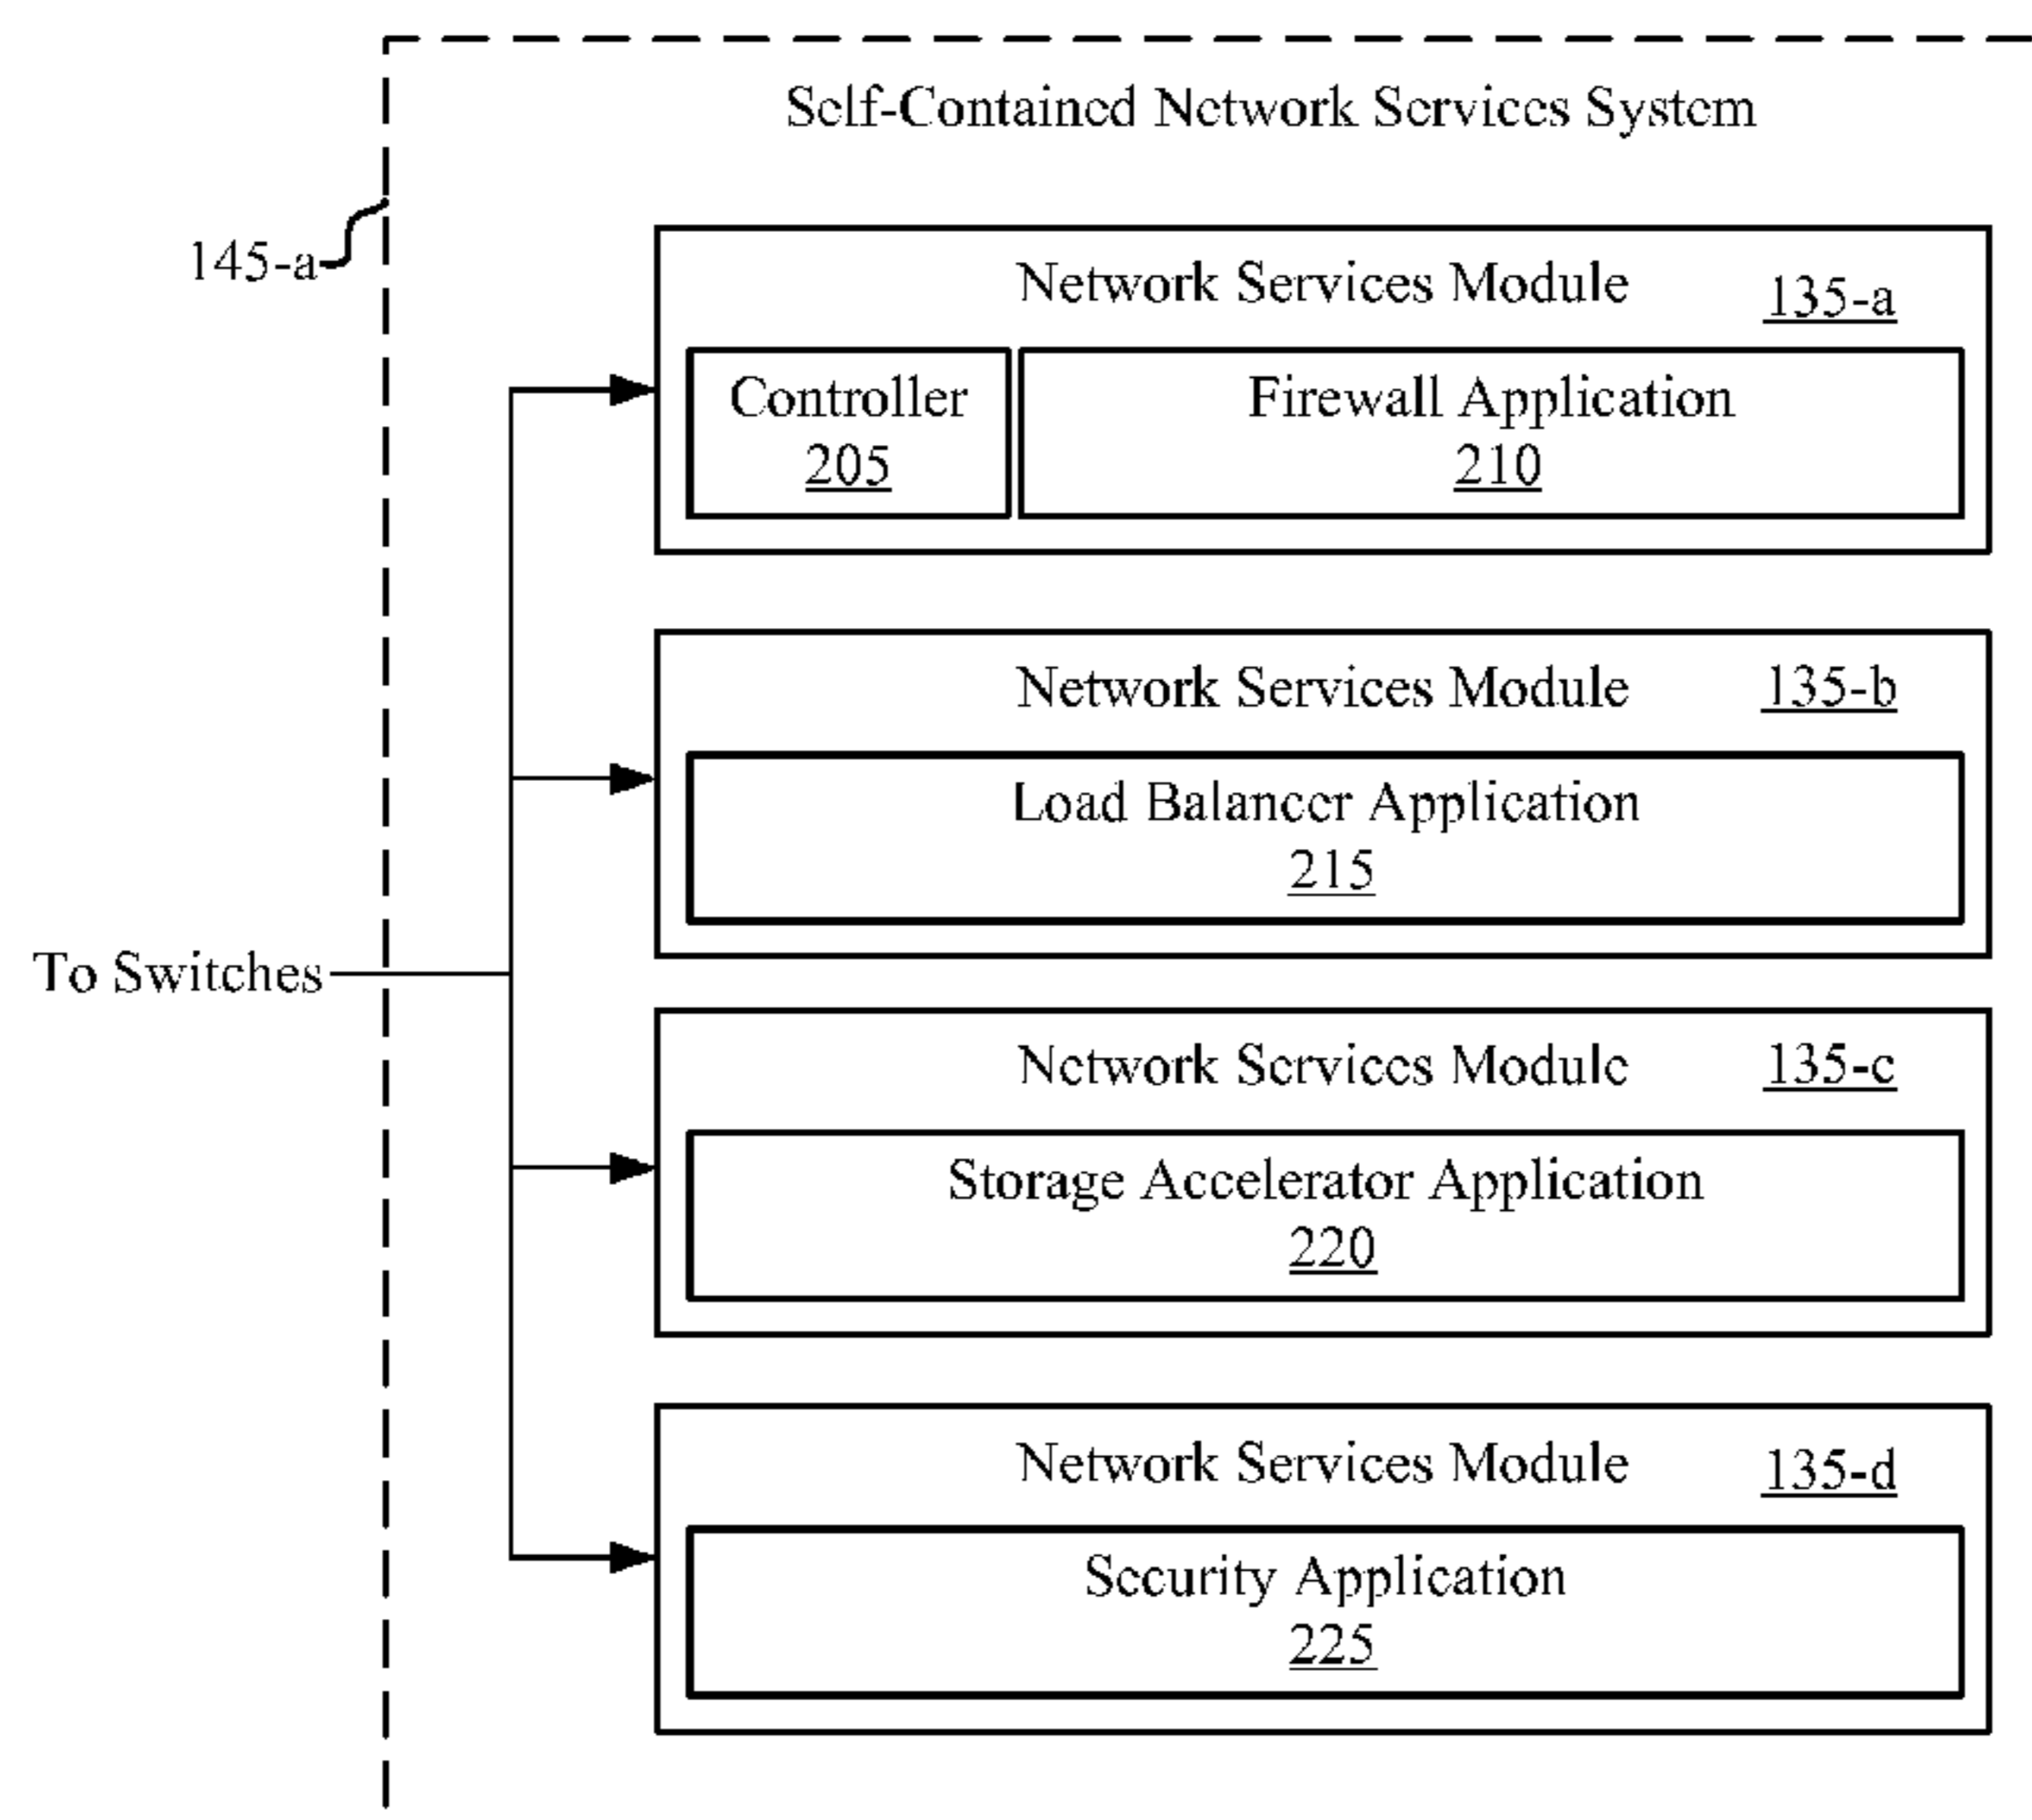 Self-Contained Network Services System
145-a
Network Services Module 135-a
Controller
205
Firewall Application
210
Network Services Module 135-b
Load Balancer Application
215
To Switches
Network Services Module 135-c
Storage Accelerator Application
220
Network Services Module 135-d
Security Application
225